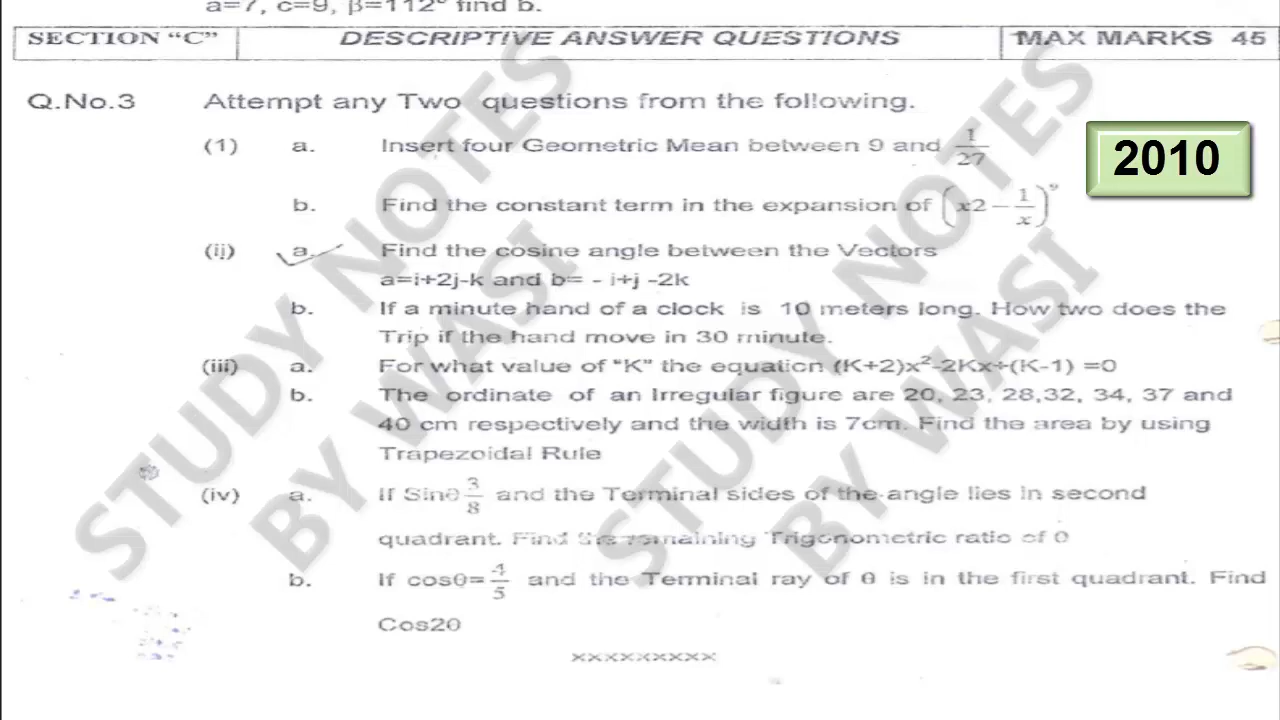 a=7, c=9, β=112° find b.
SECTION "C" DESCRIPTIVE ANSWER QUESTIONS MAX MARKS 45
Q.No.3 Attempt any Two questions from the following.
(1) a. Insert four Geometric Mean between 9 and 1/27
2010
b. Find the constant term in the expansion of (x2 − 1/x)^9
(ii) a. Find the cosine angle between the Vectors
a=i+2j-k and b= - i+j -2k
b. If a minute hand of a clock is 10 meters long. How two does the
Trip if the hand move in 30 minute.
(iii) a. For what value of "K" the equation (K+2)x²-2Kx+(K-1) =0
b. The ordinate of an Irregular figure are 20, 23, 28,32, 34, 37 and
40 cm respectively and the width is 7cm. Find the area by using
Trapezoidal Rule
(iv) a. If Sinθ 3/8 and the Terminal sides of the angle lies in second
quadrant. Find the remaining Trigonometric ratio of θ
b. If cosθ= 4/5 and the Terminal ray of θ is in the first quadrant. Find
Cos2θ
×××××××××
STUDY NOTES
BY WASI
STUDY NOTES
BY WASI